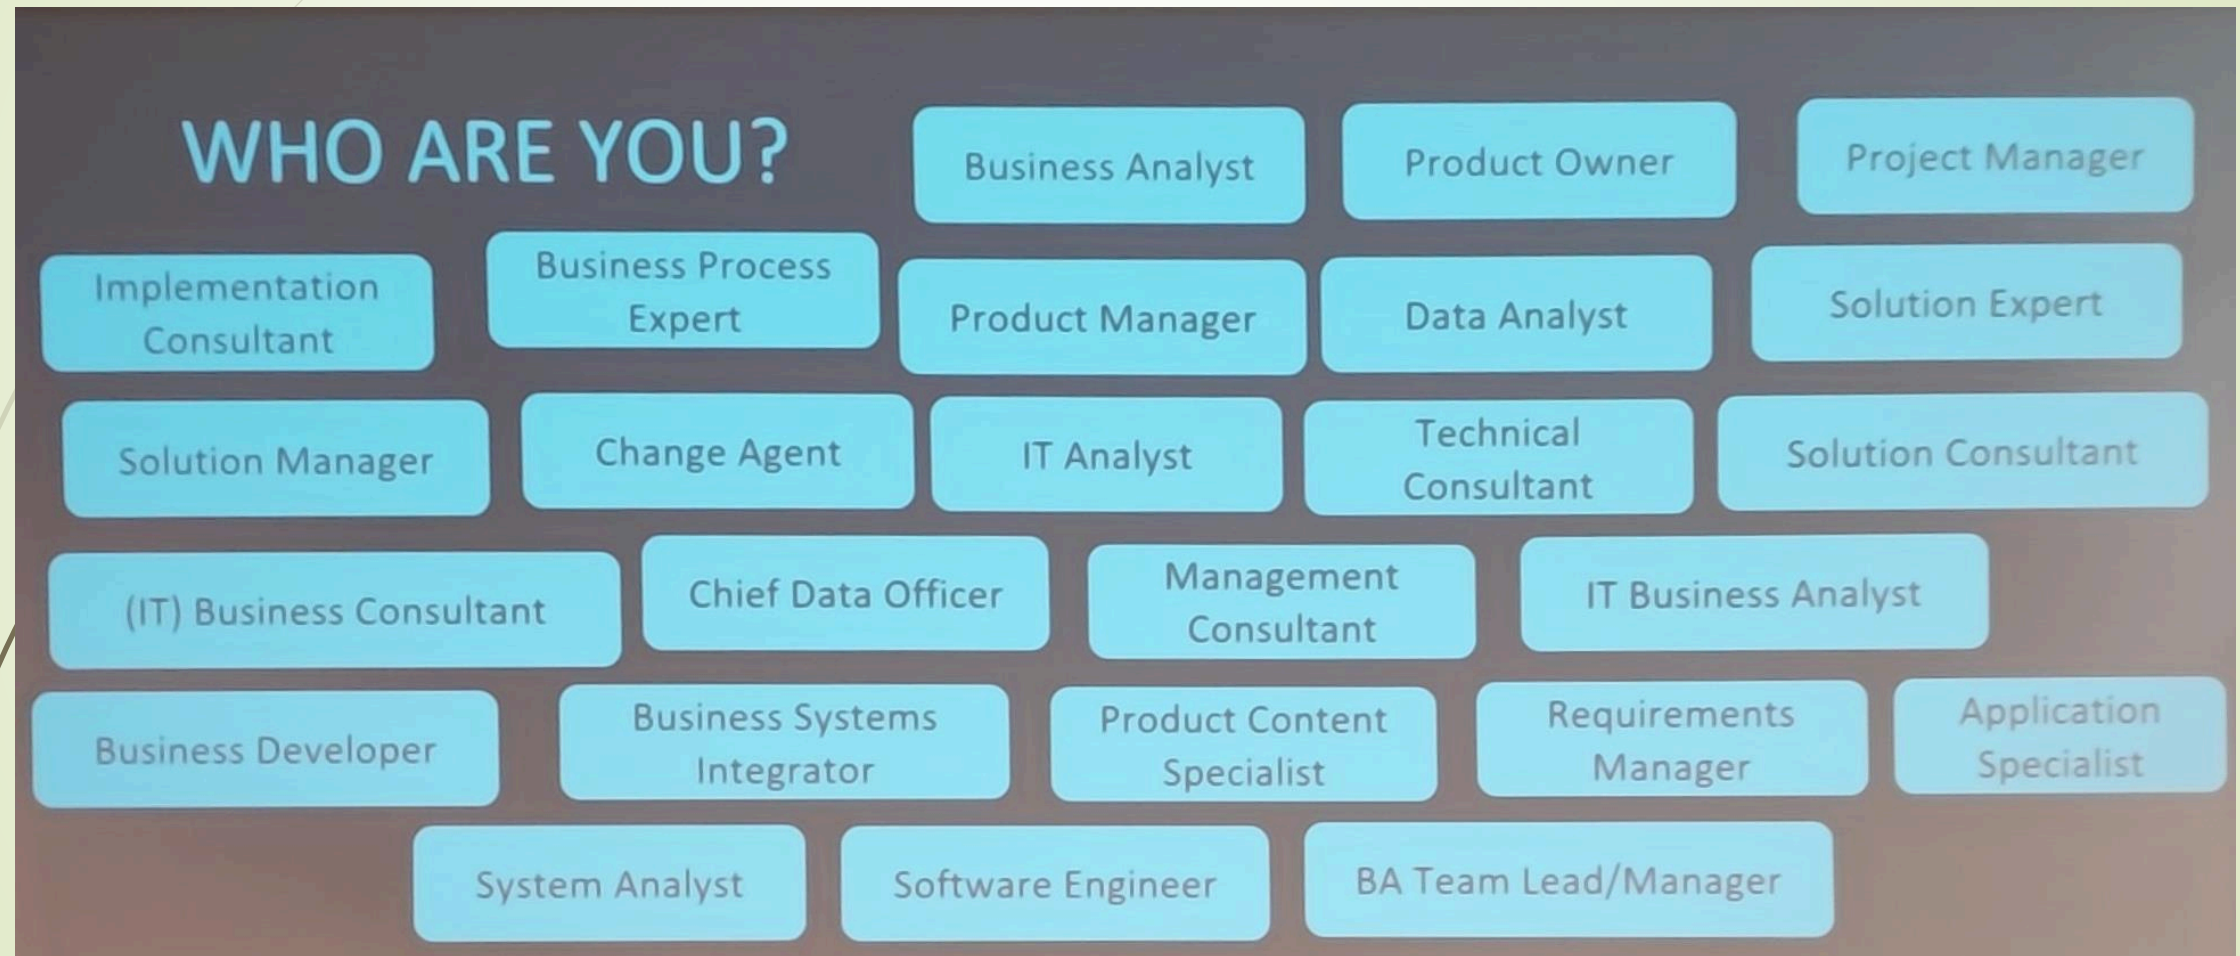 WHO ARE YOU?
Business Analyst
Product Owner
Project Manager
Implementation
Consultant
Business Process
Expert
Product Manager
Data Analyst
Solution Expert
Solution Manager
Change Agent
IT Analyst
Technical
Consultant
Solution Consultant
(IT) Business Consultant
Chief Data Officer
Management
Consultant
IT Business Analyst
Business Developer
Business Systems
Integrator
Product Content
Specialist
Requirements
Manager
Application
Specialist
System Analyst
Software Engineer
BA Team Lead/Manager